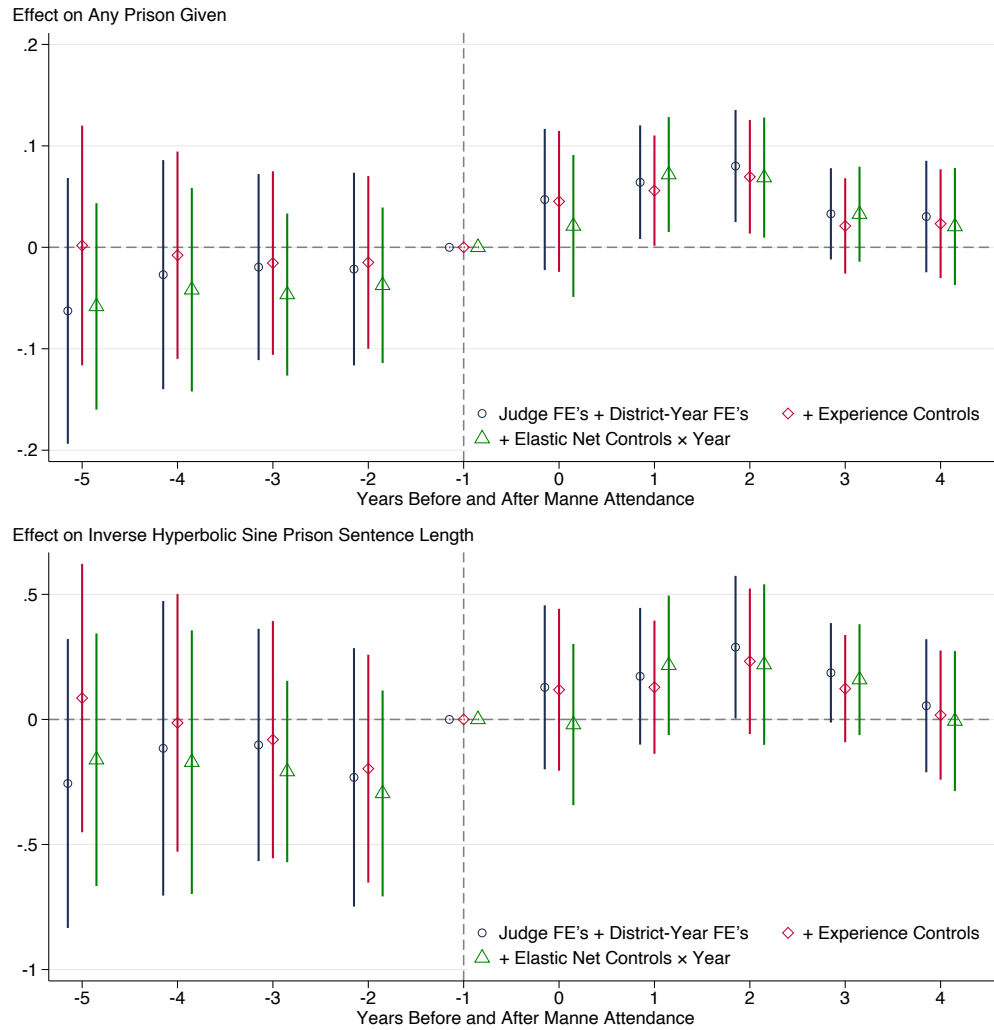 Effect on Any Prison Given
.2
.1
0
-.1
-.2
Judge FE's + District-Year FE's + Experience Controls
+ Elastic Net Controls × Year
-5 -4 -3 -2 -1 0 1 2 3 4
Years Before and After Manne Attendance
Effect on Inverse Hyperbolic Sine Prison Sentence Length
.5
0
-.5
-1
Judge FE's + District-Year FE's + Experience Controls
+ Elastic Net Controls × Year
-5 -4 -3 -2 -1 0 1 2 3 4
Years Before and After Manne Attendance